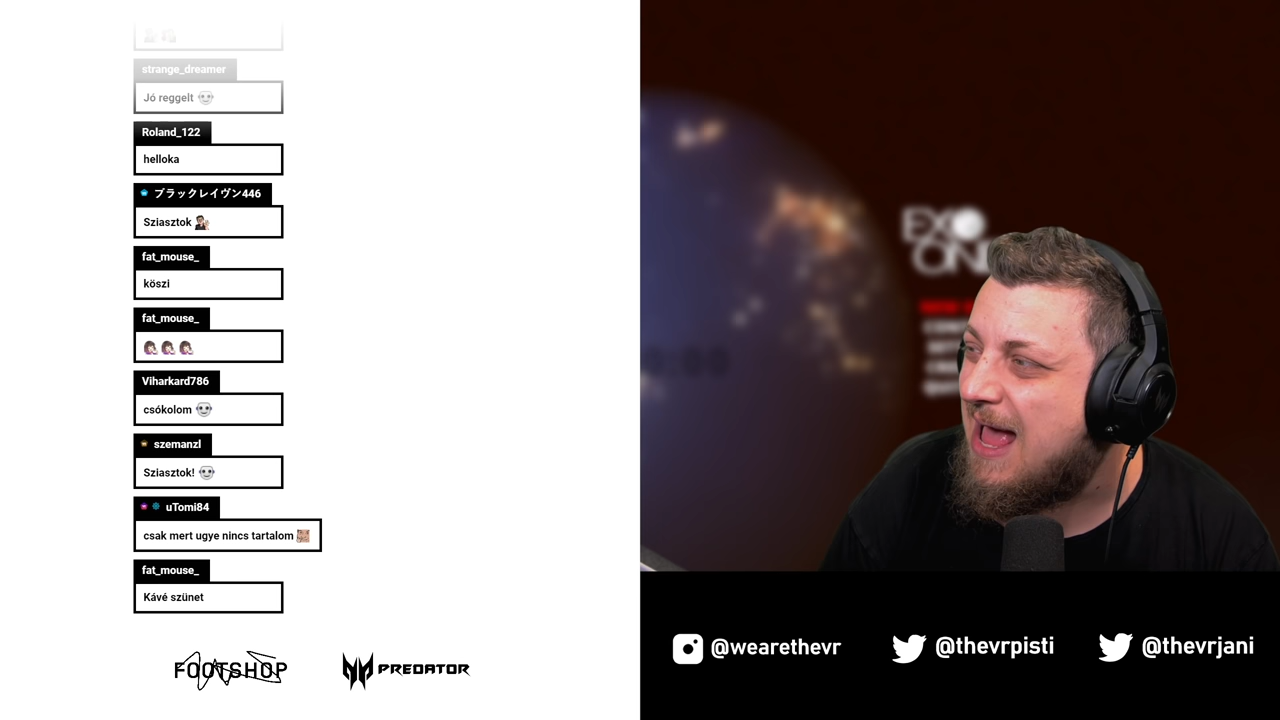 strange_dreamer
Jó reggelt
Roland_122
helloka
ブラックレイヴン446
Sziasztok
fat_mouse_
köszi
fat_mouse_
Viharkard786
csókolom
szemanzl
Sziasztok!
uTomi84
csak mert ugye nincs tartalom
fat_mouse_
Kávé szünet
FOOTSHOP
PREDATOR
EXO
ONE
@wearethevr
@thevrpisti
@thevrjani